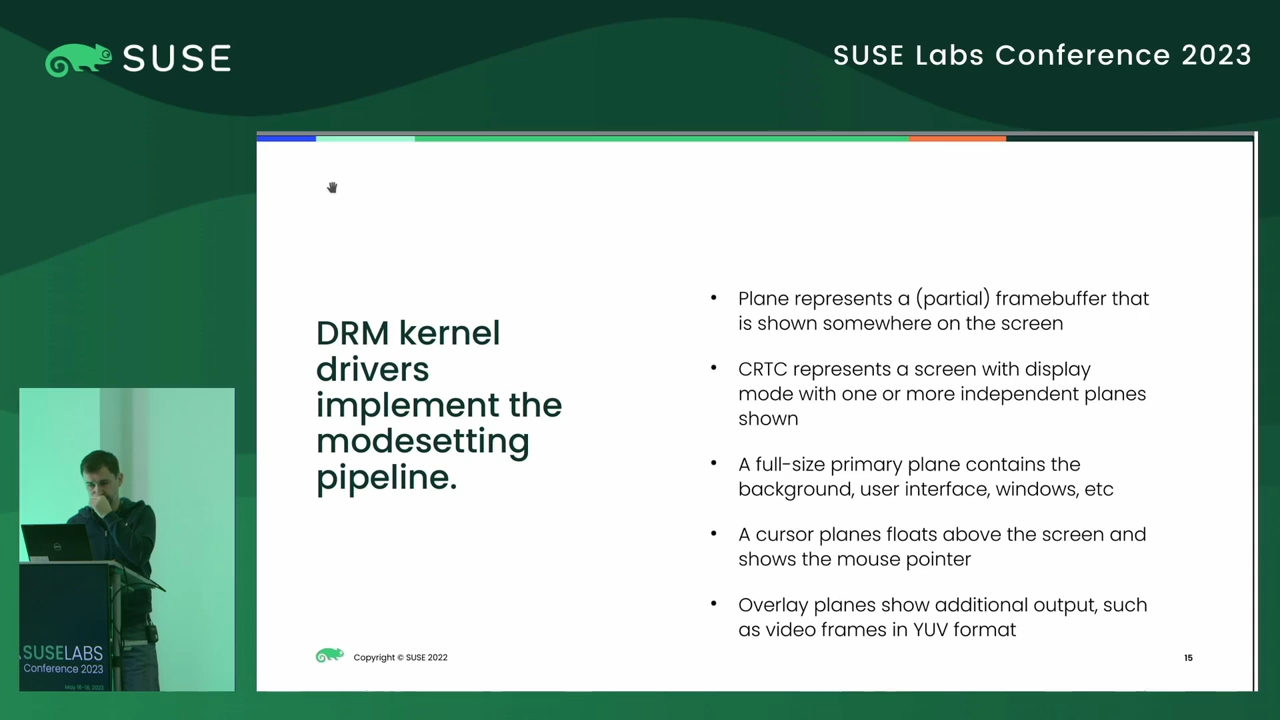 SUSE
SUSE Labs Conference 2023
DRM kernel
drivers
implement the
modesetting
pipeline.
• Plane represents a (partial) framebuffer that
is shown somewhere on the screen
• CRTC represents a screen with display
mode with one or more independent planes
shown
• A full-size primary plane contains the
background, user interface, windows, etc
• A cursor planes floats above the screen and
shows the mouse pointer
• Overlay planes show additional output, such
as video frames in YUV format
Copyright © SUSE 2022
15
SUSELABS
Conference 2023
May 16-18, 2023